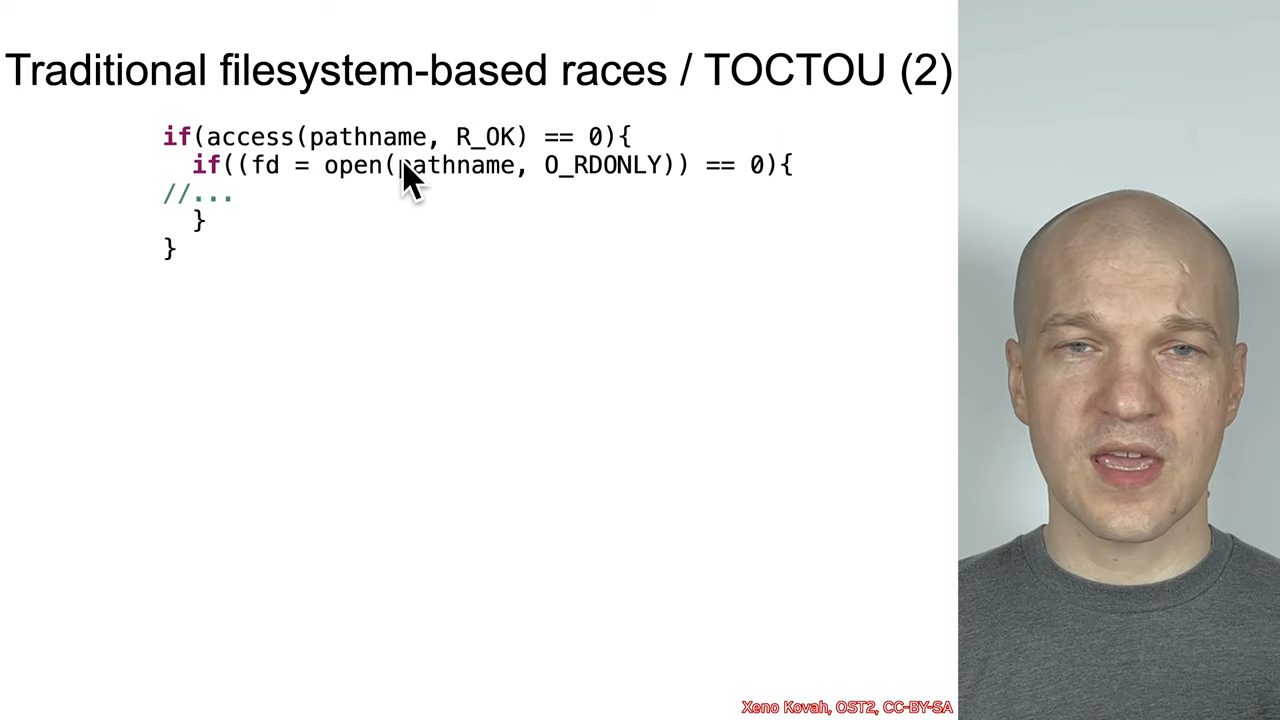 Traditional filesystem-based races / TOCTOU (2)
if(access(pathname, R_OK) == 0){
if((fd = open(pathname, O_RDONLY)) == 0){
//...
}
}
Xeno Kovah, OST2, CC-BY-SA